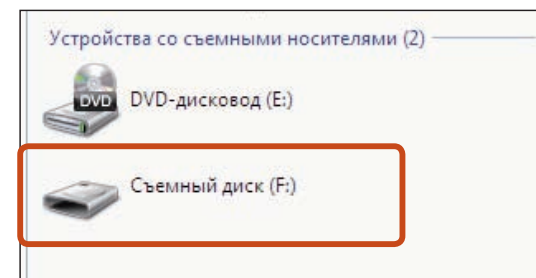 Устройства со съемными носителями (2)
DVD
DVD-дисковод (E:)
Съемный диск (F:)